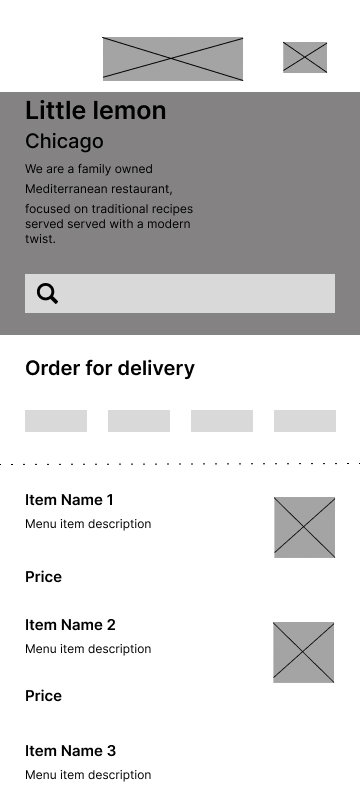 Little lemon
Chicago
We are a family owned
Mediterranean restaurant,
focused on traditional recipes
served served with a modern
twist.
Order for delivery
Item Name 1
Menu item description
Price
Item Name 2
Menu item description
Price
Item Name 3
Menu item description